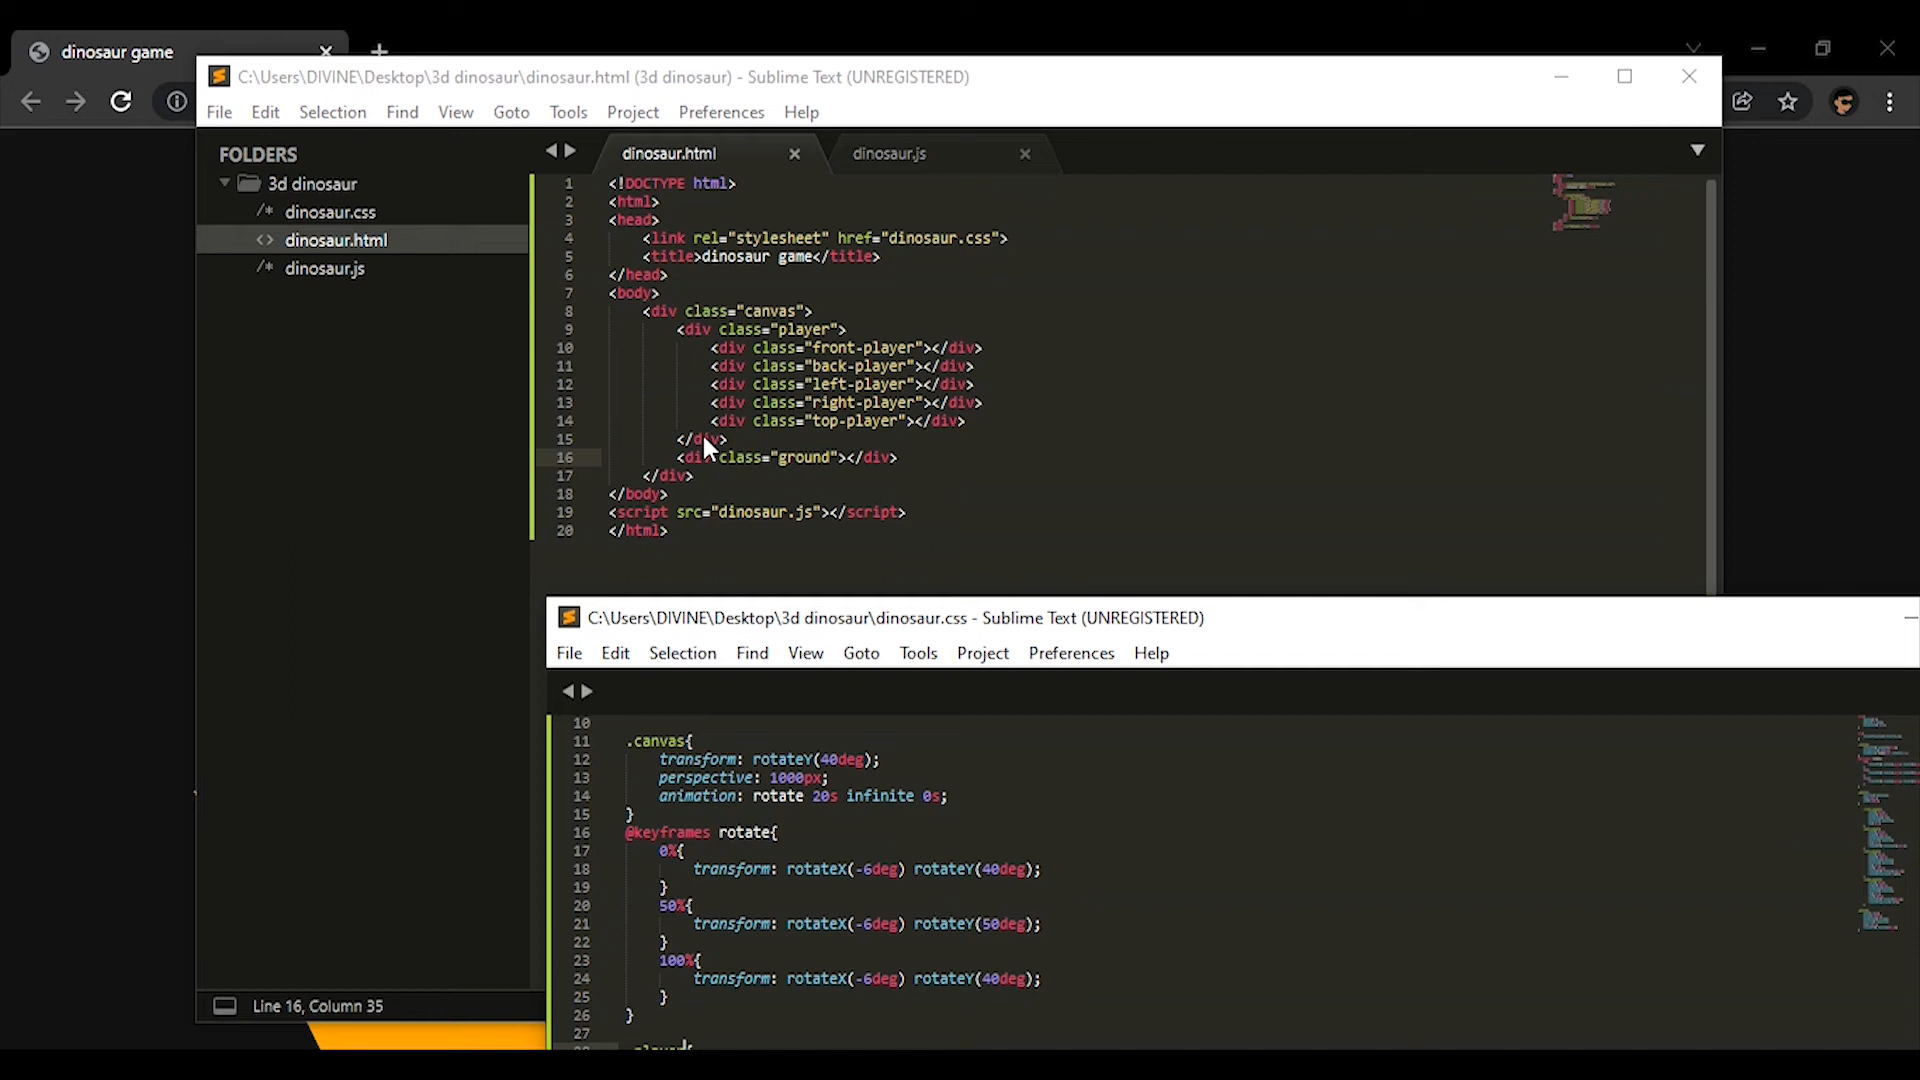 dinosaur game
C:\Users\DIVINE\Desktop\3d dinosaur\dinosaur.html (3d dinosaur) - Sublime Text (UNREGISTERED)
File Edit Selection Find View Goto Tools Project Preferences Help
FOLDERS
3d dinosaur
/* dinosaur.css
<> dinosaur.html
/* dinosaur.js
dinosaur.html dinosaur.js
1 <!DOCTYPE html>
2 <html>
3 <head>
4 <link rel="stylesheet" href="dinosaur.css">
5 <title>dinosaur game</title>
6 </head>
7 <body>
8 <div class="canvas">
9 <div class="player">
10 <div class="front-player"></div>
11 <div class="back-player"></div>
12 <div class="left-player"></div>
13 <div class="right-player"></div>
14 <div class="top-player"></div>
15 </div>
16 <div class="ground"></div>
17 </div>
18 </body>
19 <script src="dinosaur.js"></script>
20 </html>
Line 16, Column 35
C:\Users\DIVINE\Desktop\3d dinosaur\dinosaur.css - Sublime Text (UNREGISTERED)
File Edit Selection Find View Goto Tools Project Preferences Help
10
11 .canvas{
12 transform: rotateY(40deg);
13 perspective: 1000px;
14 animation: rotate 20s infinite 0s;
15 }
16 @keyframes rotate{
17 0%{
18 transform: rotateX(-6deg) rotateY(40deg);
19 }
20 50%{
21 transform: rotateX(-6deg) rotateY(50deg);
22 }
23 100%{
24 transform: rotateX(-6deg) rotateY(40deg);
25 }
26 }
27